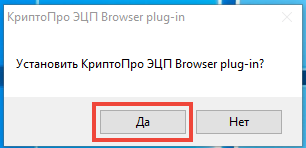 КриптоПро ЭЦП Browser plug-in
Установить КриптоПро ЭЦП Browser plug-in?
Да
Нет